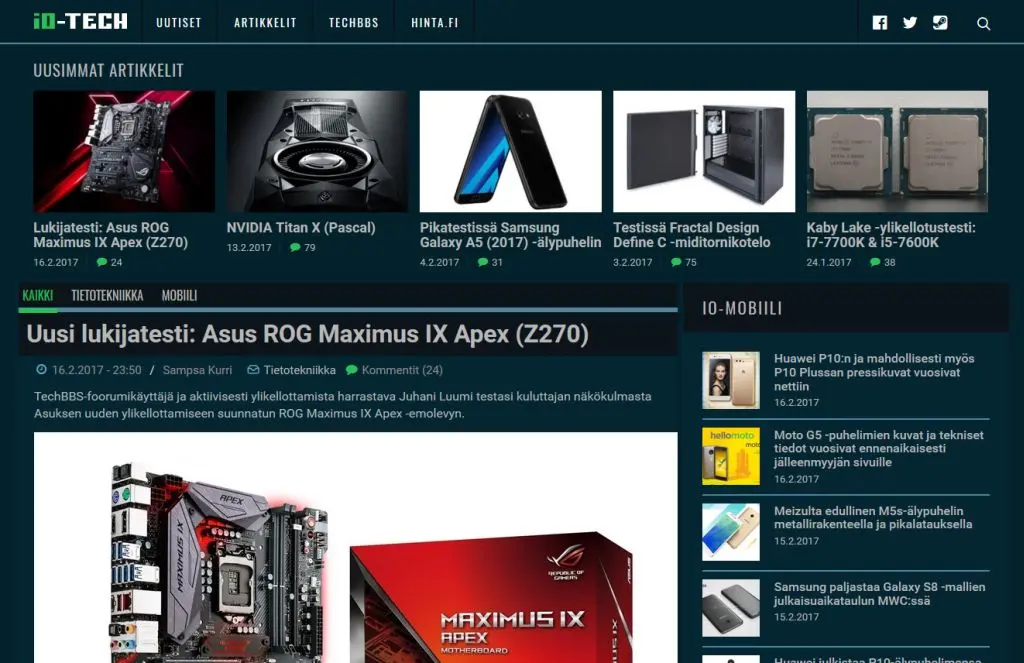 iO-TECH
UUTISET
ARTIKKELIT
TECHBBS
HINTA.FI
UUSIMMAT ARTIKKELIT
Lukijatesti: Asus ROG
Maximus IX Apex (Z270)
16.2.2017 24
NVIDIA Titan X (Pascal)
13.2.2017 79
Pikatestissä Samsung
Galaxy A5 (2017) -älypuhelin
4.2.2017 31
Testissä Fractal Design
Define C -miditornikotelo
3.2.2017 75
Kaby Lake -ylikellotustesti:
i7-7700K & i5-7600K
24.1.2017 38
KAIKKI TIETOTEKNIIKKA MOBIILI
Uusi lukijatesti: Asus ROG Maximus IX Apex (Z270)
16.2.2017 - 23:50 / Sampsa Kurri Tietotekniikka Kommentit (24)
TechBBS-foorumikäyttäjä ja aktiivisesti ylikellottamista harrastava Juhani Luumi testasi kuluttajan näkökulmasta
Asuksen uuden ylikellottamiseen suunnatun ROG Maximus IX Apex -emolevyn.
APEX
MAXIMUS IX
REPUBLIC OF
GAMERS
MAXIMUS IX
APEX
MOTHERBOARD
IO-MOBIILI
Huawei P10:n ja mahdollisesti myös
P10 Plussan pressikuvat vuosivat
nettiin
16.2.2017
hellomoto
Moto G5 -puhelimien kuvat ja tekniset
tiedot vuosivat ennenaikaisesti
jälleenmyyjän sivuille
16.2.2017
Meizulta edullinen M5s-älypuhelin
metallirakenteella ja pikalatauksella
15.2.2017
Samsung paljastaa Galaxy S8 -mallien
julkaisuaikataulun MWC:ssä
15.2.2017
Huawei julkistaa P10-älypuhelimensa